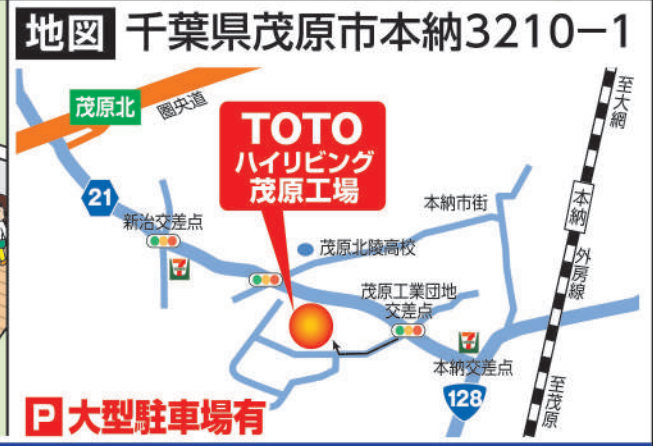 地図 千葉県茂原市本納3210-1
茂原北
圏央道
至大網
TOTO
ハイリビング
茂原工場
21
新治交差点
本納市街
本納
7
茂原北陵高校
外房線
茂原工業団地
交差点
7
本納交差点
128
至茂原
P 大型駐車場有